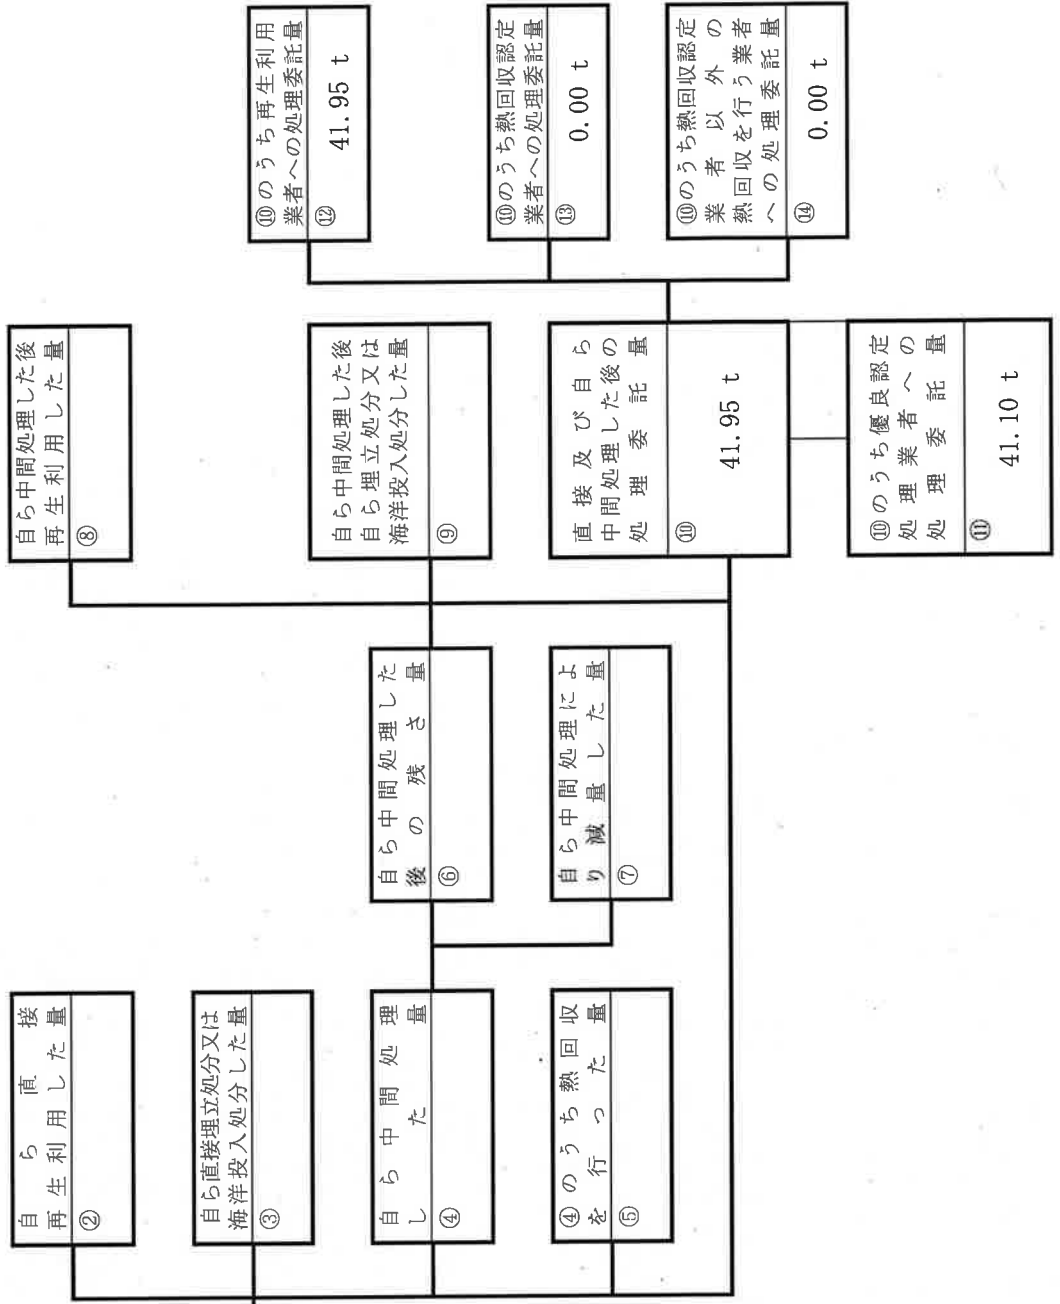 自ら直接
再生利用した量
②
自ら直接埋立処分又は
海洋投入処分した量
③
自ら中間処理
した量
④
④のうち熱回収
を行った量
⑤
自ら中間処理した
後の残さ量
⑥
自ら中間処理によ
り減量した量
⑦
自ら中間処理した後
再生利用した量
⑧
自ら中間処理した後
自ら埋立処分又は
海洋投入処分した量
⑨
直接及び自ら
中間処理した後の
処理委託量
⑩
41.95 t
⑩のうち優良認定
処理業者への
処理委託量
⑪
41.10 t
⑩のうち再生利用
業者への処理委託量
⑫ 41.95 t
⑩のうち熱回収認定
業者への処理委託量
⑬ 0.00 t
⑩のうち熱回収認定
業者以外の
熱回収を行う業者
への処理委託量
⑭ 0.00 t